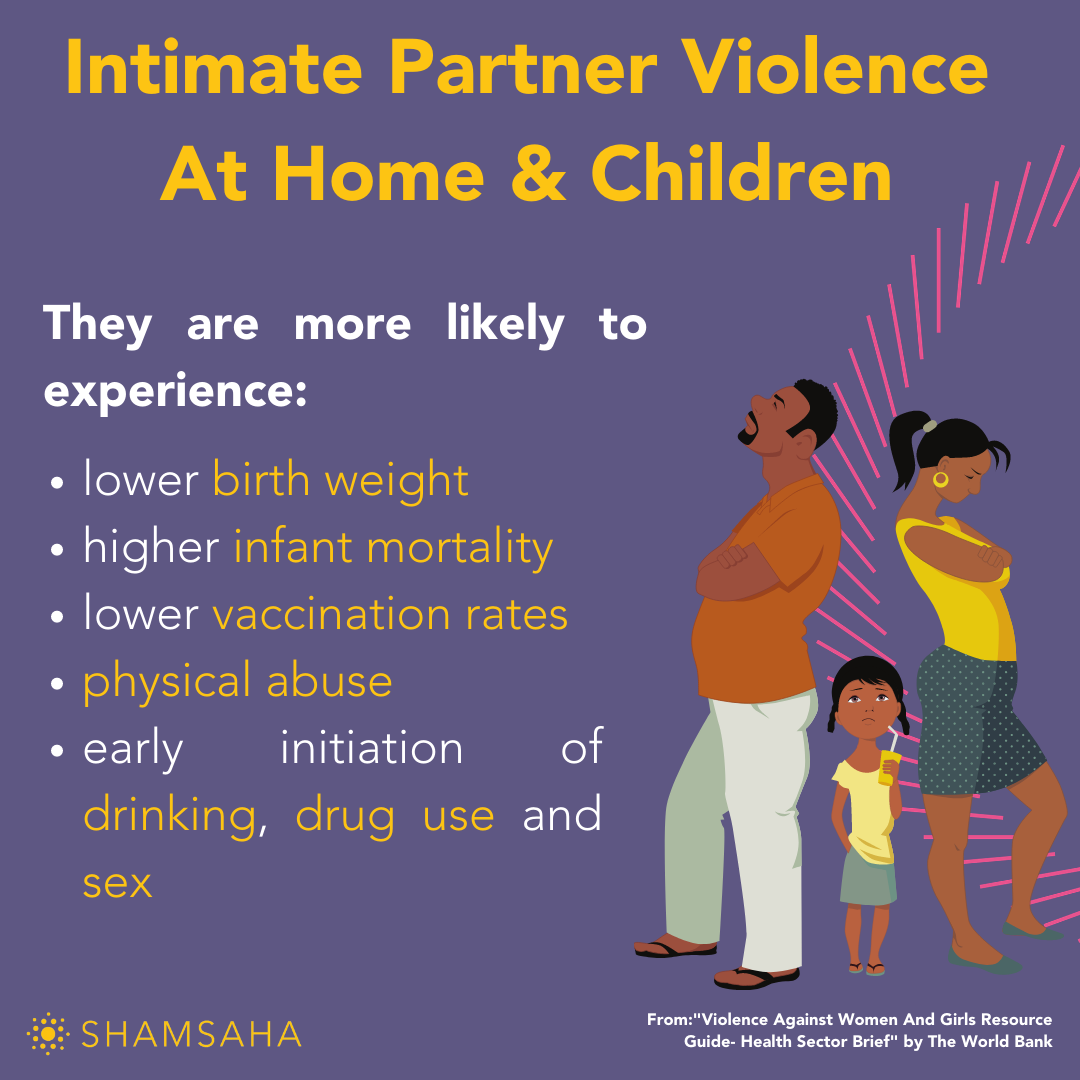 Intimate Partner Violence
At Home & Children
They are more likely to
experience:
• lower birth weight
• higher infant mortality
• lower vaccination rates
• physical abuse
• early initiation of
drinking, drug use and
sex
SHAMSAHA
From:"Violence Against Women And Girls Resource
Guide- Health Sector Brief" by The World Bank